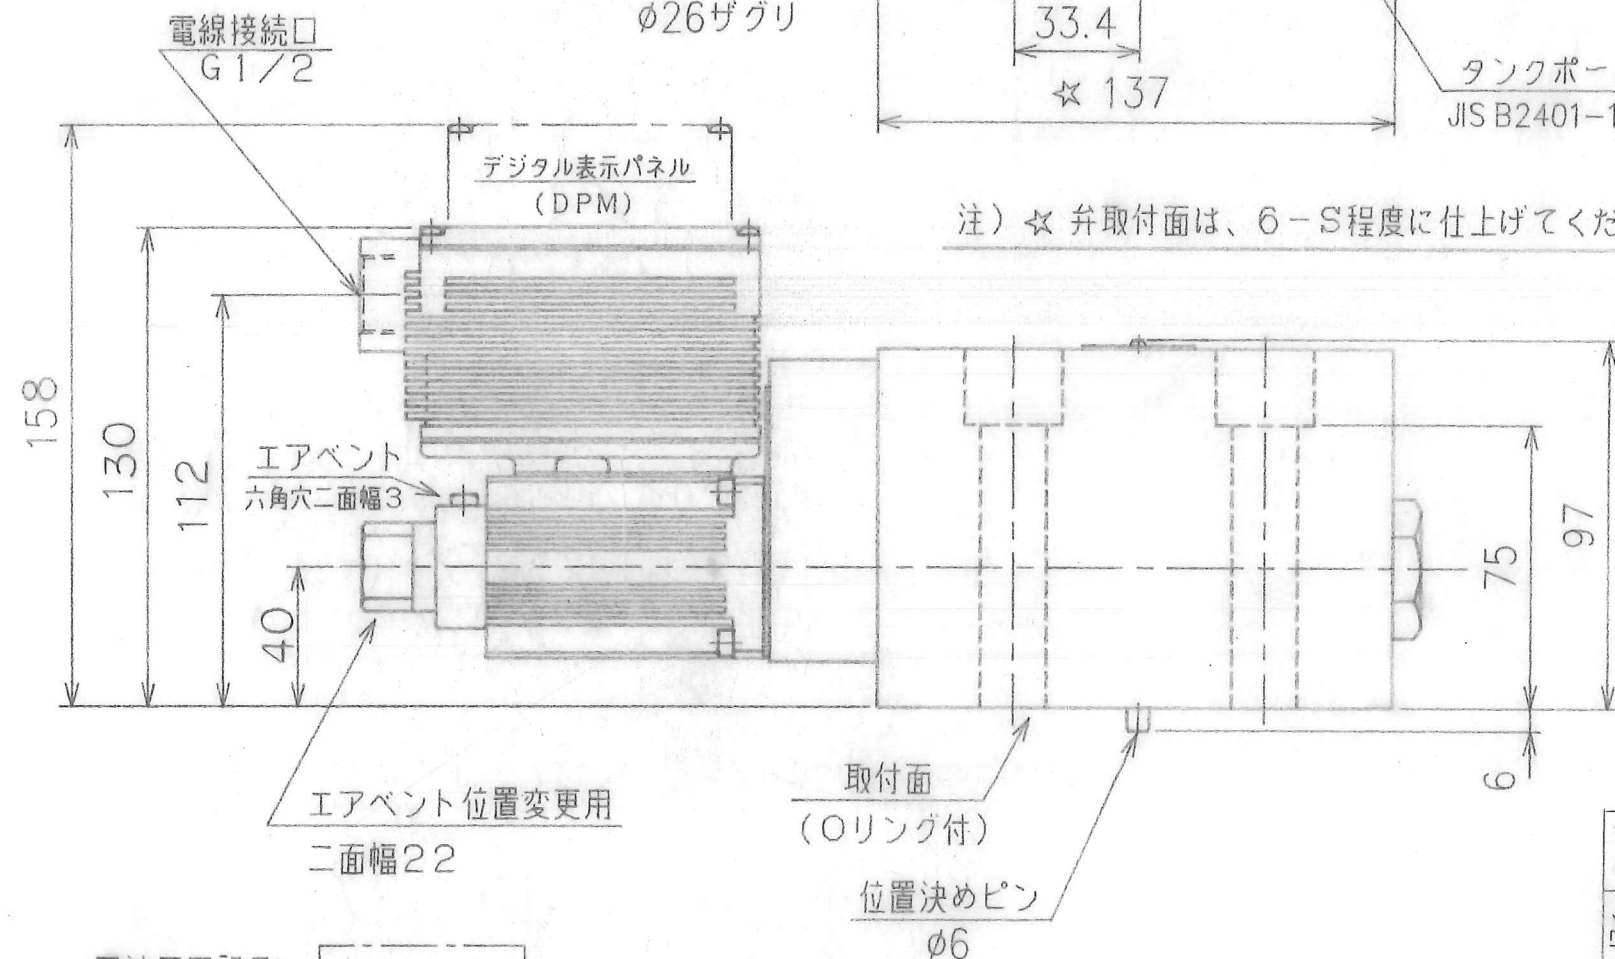 電線接続口
G1/2
φ26ザグリ
33.4
☆ 137
タンクポー
JIS B2401-1
デジタル表示パネル
(DPM)
注) ☆ 弁取付面は、6-S程度に仕上げてくだ
158
130
112
40
エアベント
六角穴二面幅3
97
75
6
エアベント位置変更用
二面幅22
取付面
(Oリング付)
位置決めピン
φ6